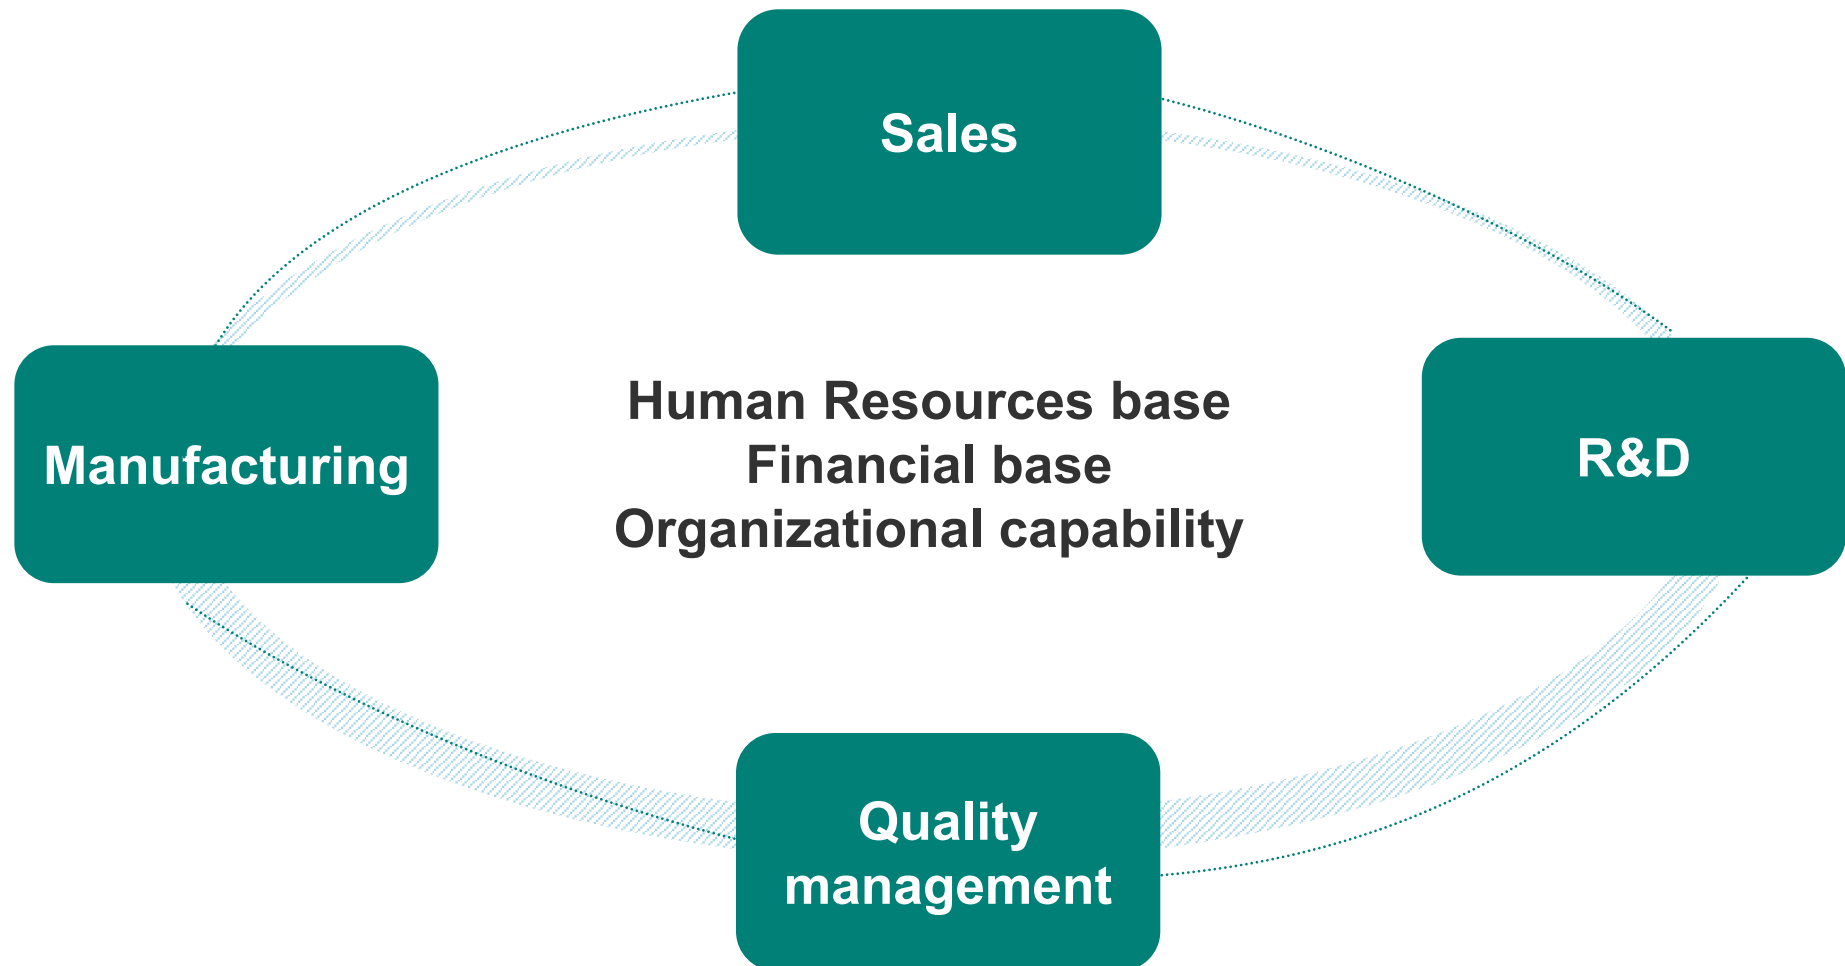 Sales
Manufacturing
Human Resources base
Financial base
Organizational capability
R&D
Quality
management